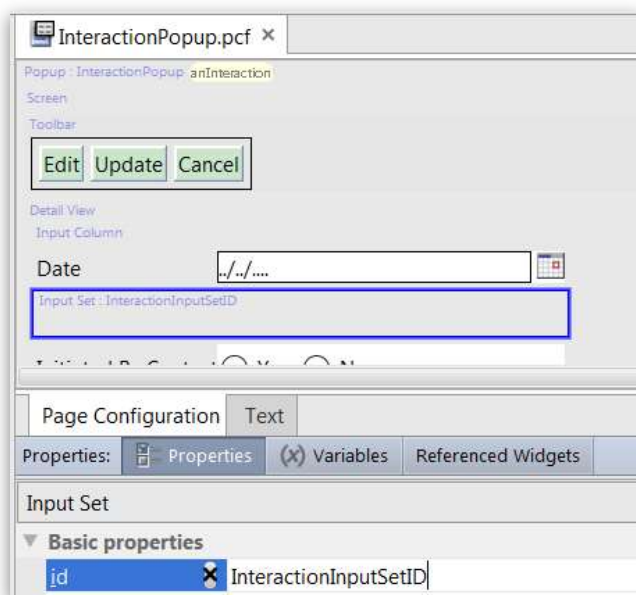 InteractionPopup.pcf ×
Popup : InteractionPopup anInteraction
Screen
Toolbar
Edit Update Cancel
Detail View
Input Column
Date ../../....
Input Set : InteractionInputSetID
Page Configuration Text
Properties: Properties (x) Variables Referenced Widgets
Input Set
Basic properties
id InteractionInputSetID